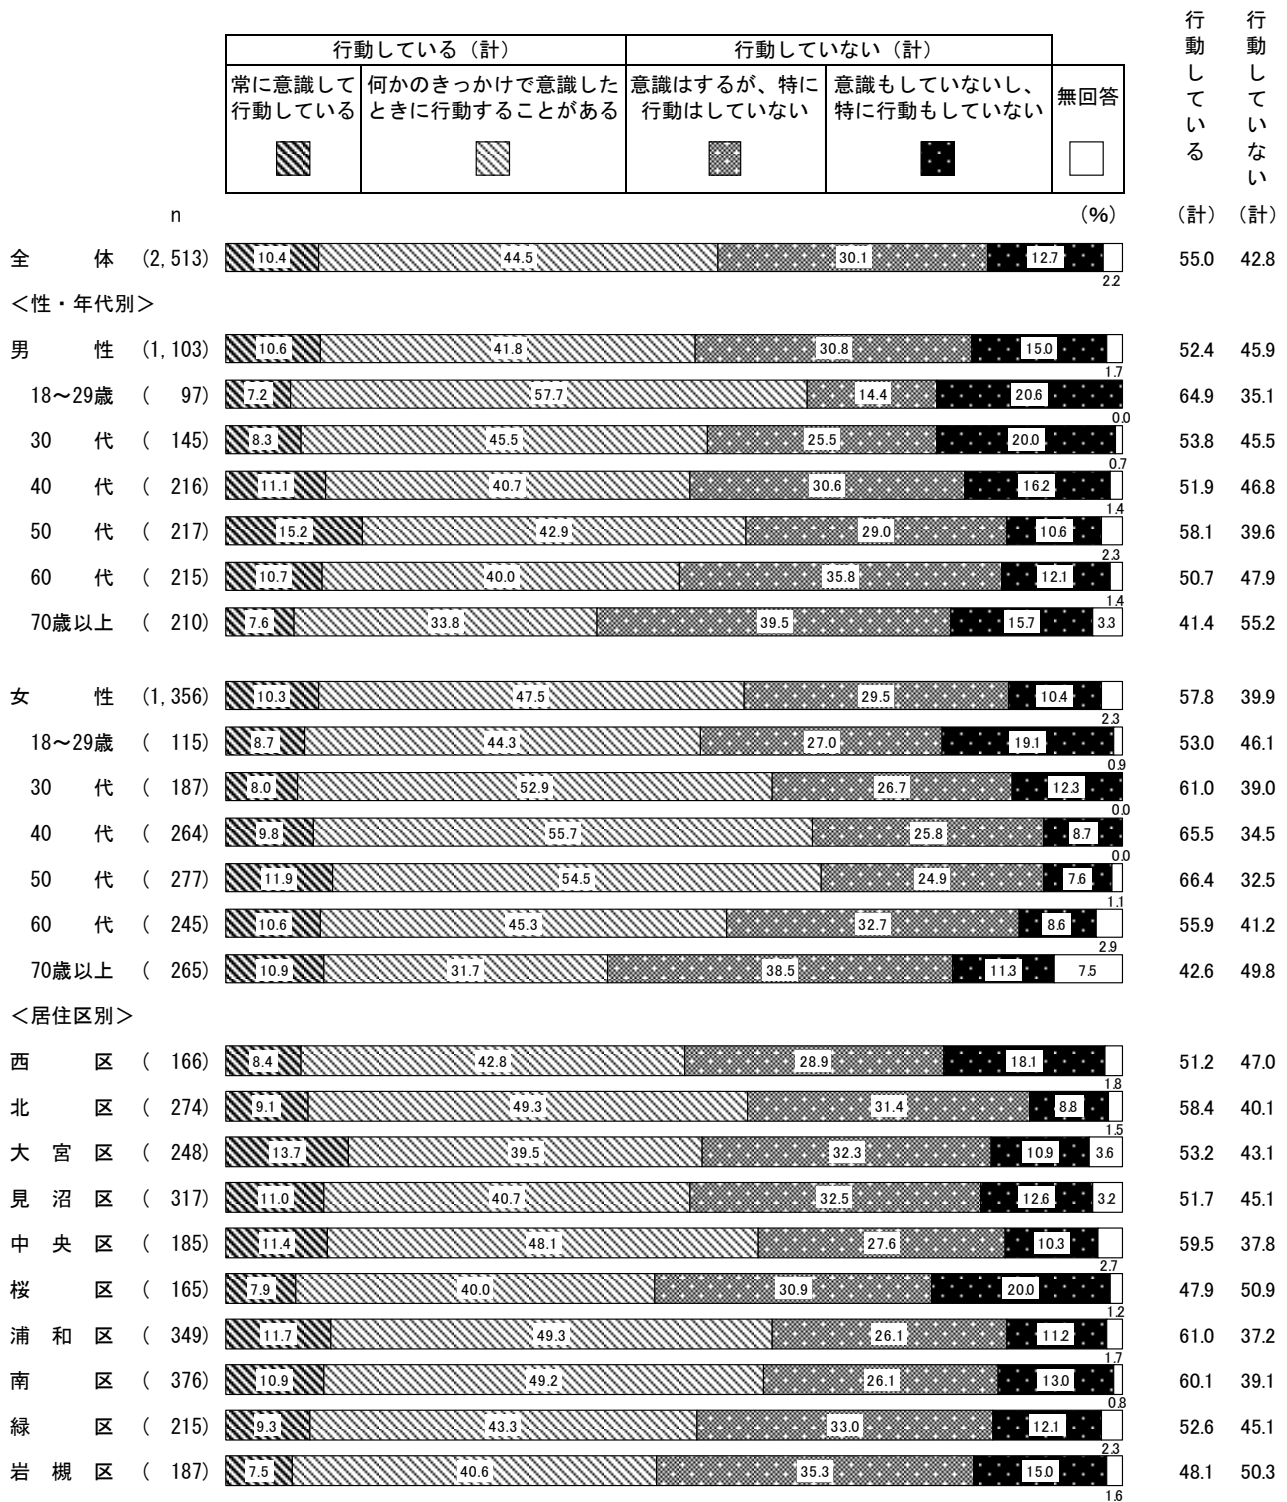 行動している（計） 行動していない（計） 行動している（計） 行動していない（計）
常に意識して行動している 何かのきっかけで意識したときに行動することがある 意識はするが、特に行動はしていない 意識もしていないし、特に行動もしていない 無回答
n (%)
全体 (2,513) 10.4 44.5 30.1 12.7 2.2 55.0 42.8
＜性・年代別＞
男性 (1,103) 10.6 41.8 30.8 15.0 1.7 52.4 45.9
18～29歳 ( 97) 7.2 57.7 14.4 20.6 0.0 64.9 35.1
30代 ( 145) 8.3 45.5 25.5 20.0 0.7 53.8 45.5
40代 ( 216) 11.1 40.7 30.6 16.2 1.4 51.9 46.8
50代 ( 217) 15.2 42.9 29.0 10.6 2.3 58.1 39.6
60代 ( 215) 10.7 40.0 35.8 12.1 1.4 50.7 47.9
70歳以上 ( 210) 7.6 33.8 39.5 15.7 3.3 41.4 55.2
女性 (1,356) 10.3 47.5 29.5 10.4 2.3 57.8 39.9
18～29歳 ( 115) 8.7 44.3 27.0 19.1 0.9 53.0 46.1
30代 ( 187) 8.0 52.9 26.7 12.3 0.0 61.0 39.0
40代 ( 264) 9.8 55.7 25.8 8.7 0.0 65.5 34.5
50代 ( 277) 11.9 54.5 24.9 7.6 1.1 66.4 32.5
60代 ( 245) 10.6 45.3 32.7 8.6 2.9 55.9 41.2
70歳以上 ( 265) 10.9 31.7 38.5 11.3 7.5 42.6 49.8
＜居住区別＞
西区 ( 166) 8.4 42.8 28.9 18.1 1.8 51.2 47.0
北区 ( 274) 9.1 49.3 31.4 8.8 1.5 58.4 40.1
大宮区 ( 248) 13.7 39.5 32.3 10.9 3.6 53.2 43.1
見沼区 ( 317) 11.0 40.7 32.5 12.6 3.2 51.7 45.1
中央区 ( 185) 11.4 48.1 27.6 10.3 2.7 59.5 37.8
桜区 ( 165) 7.9 40.0 30.9 20.0 1.2 47.9 50.9
浦和区 ( 349) 11.7 49.3 26.1 11.2 1.7 61.0 37.2
南区 ( 376) 10.9 49.2 26.1 13.0 0.8 60.1 39.1
緑区 ( 215) 9.3 43.3 33.0 12.1 2.3 52.6 45.1
岩槻区 ( 187) 7.5 40.6 35.3 15.0 1.6 48.1 50.3